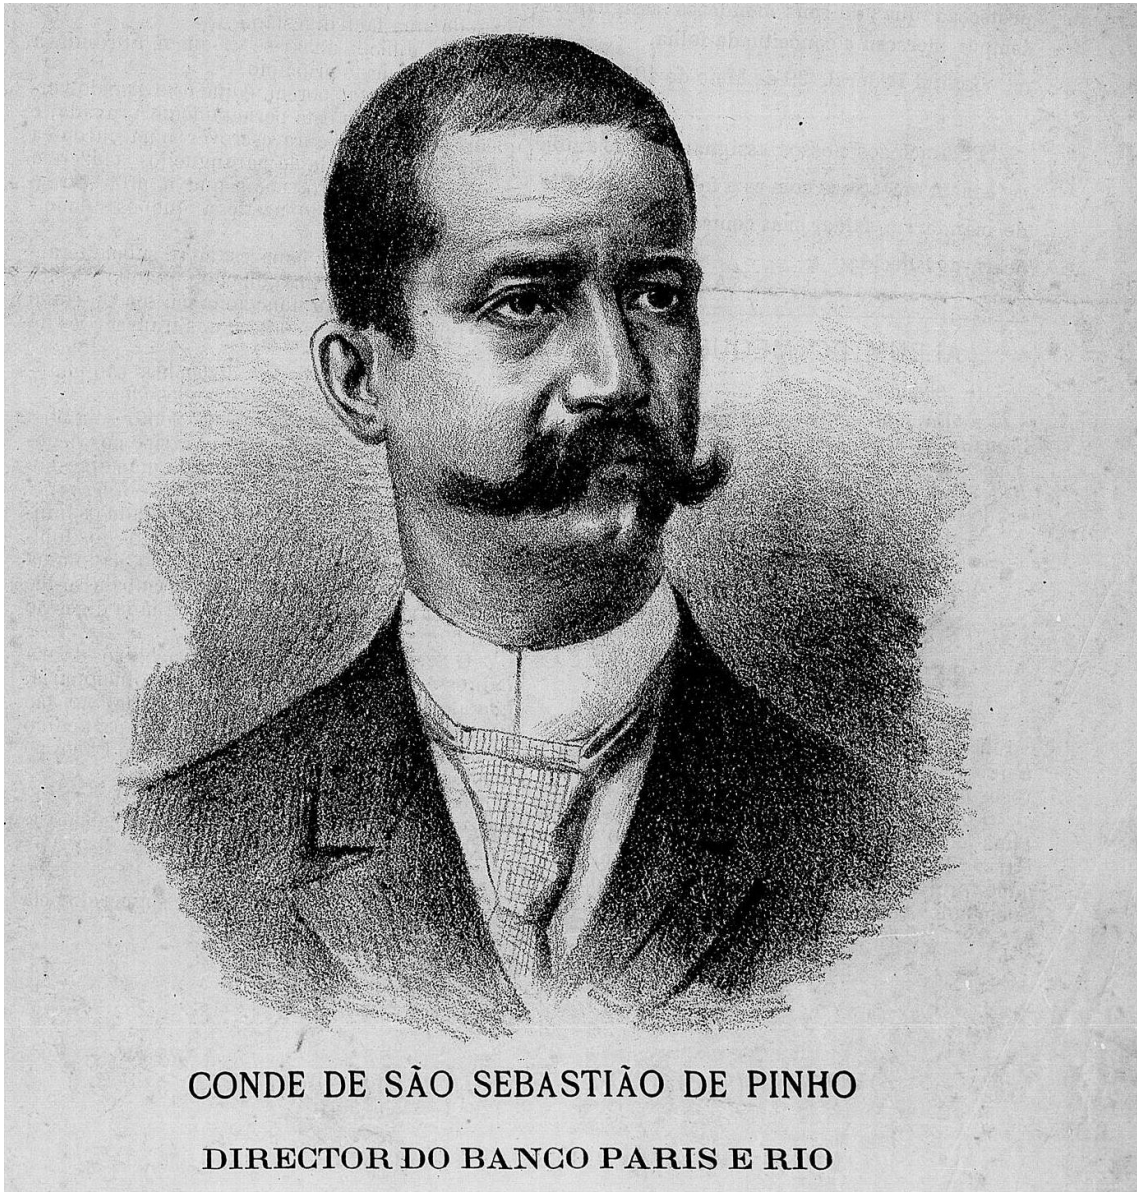 CONDE DE SÃO SEBASTIÃO DE PINHO
DIRECTOR DO BANCO PARIS E RIO